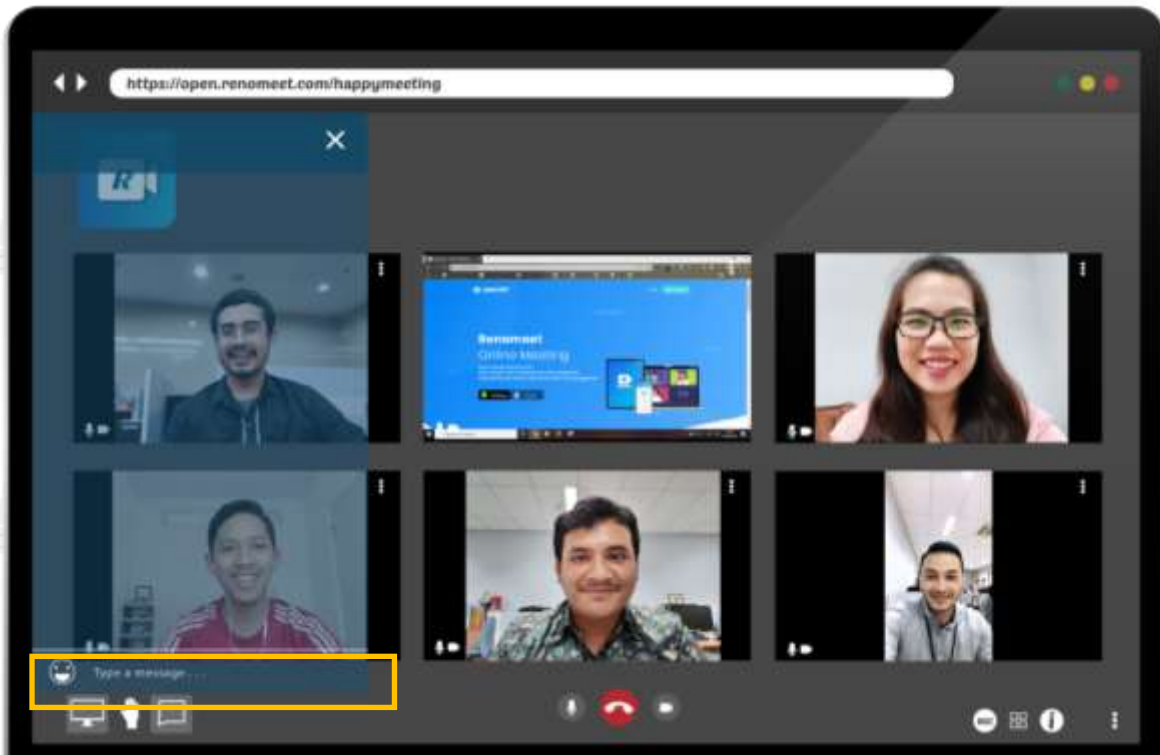 https://open.renomeet.com/happymeeting
R
Renomeet
Online Meeting
Type a message . . .